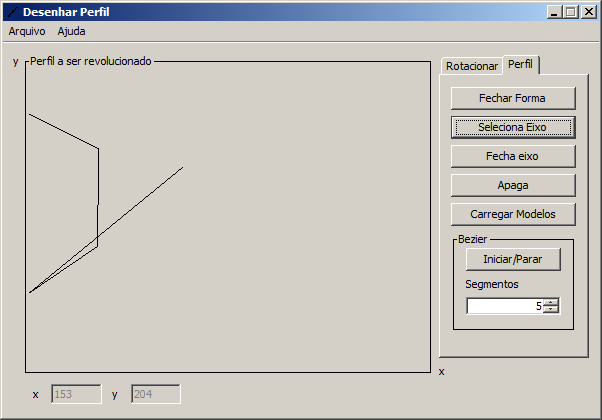 Desenhar Perfil
Arquivo Ajuda
y Perfil a ser revolucionado
Rotacionar Perfil
Fechar Forma
Seleciona Eixo
Fecha eixo
Apaga
Carregar Modelos
Bezier
Iniciar/Parar
Segmentos
5
x
x 153 y 204